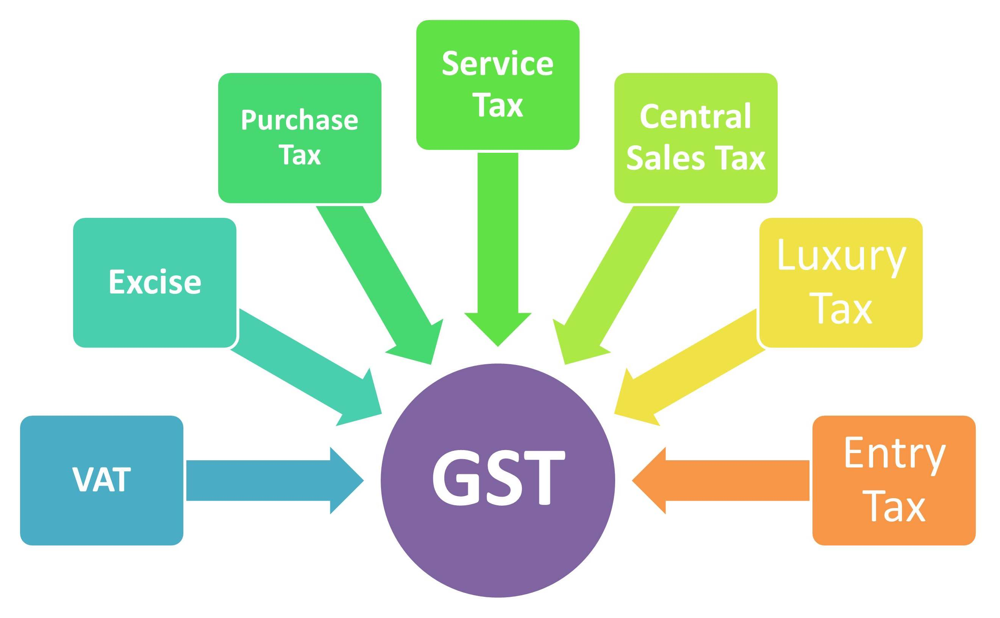 Service
Tax
Purchase
Tax
Central
Sales Tax
Excise
Luxury
Tax
VAT
GST
Entry
Tax